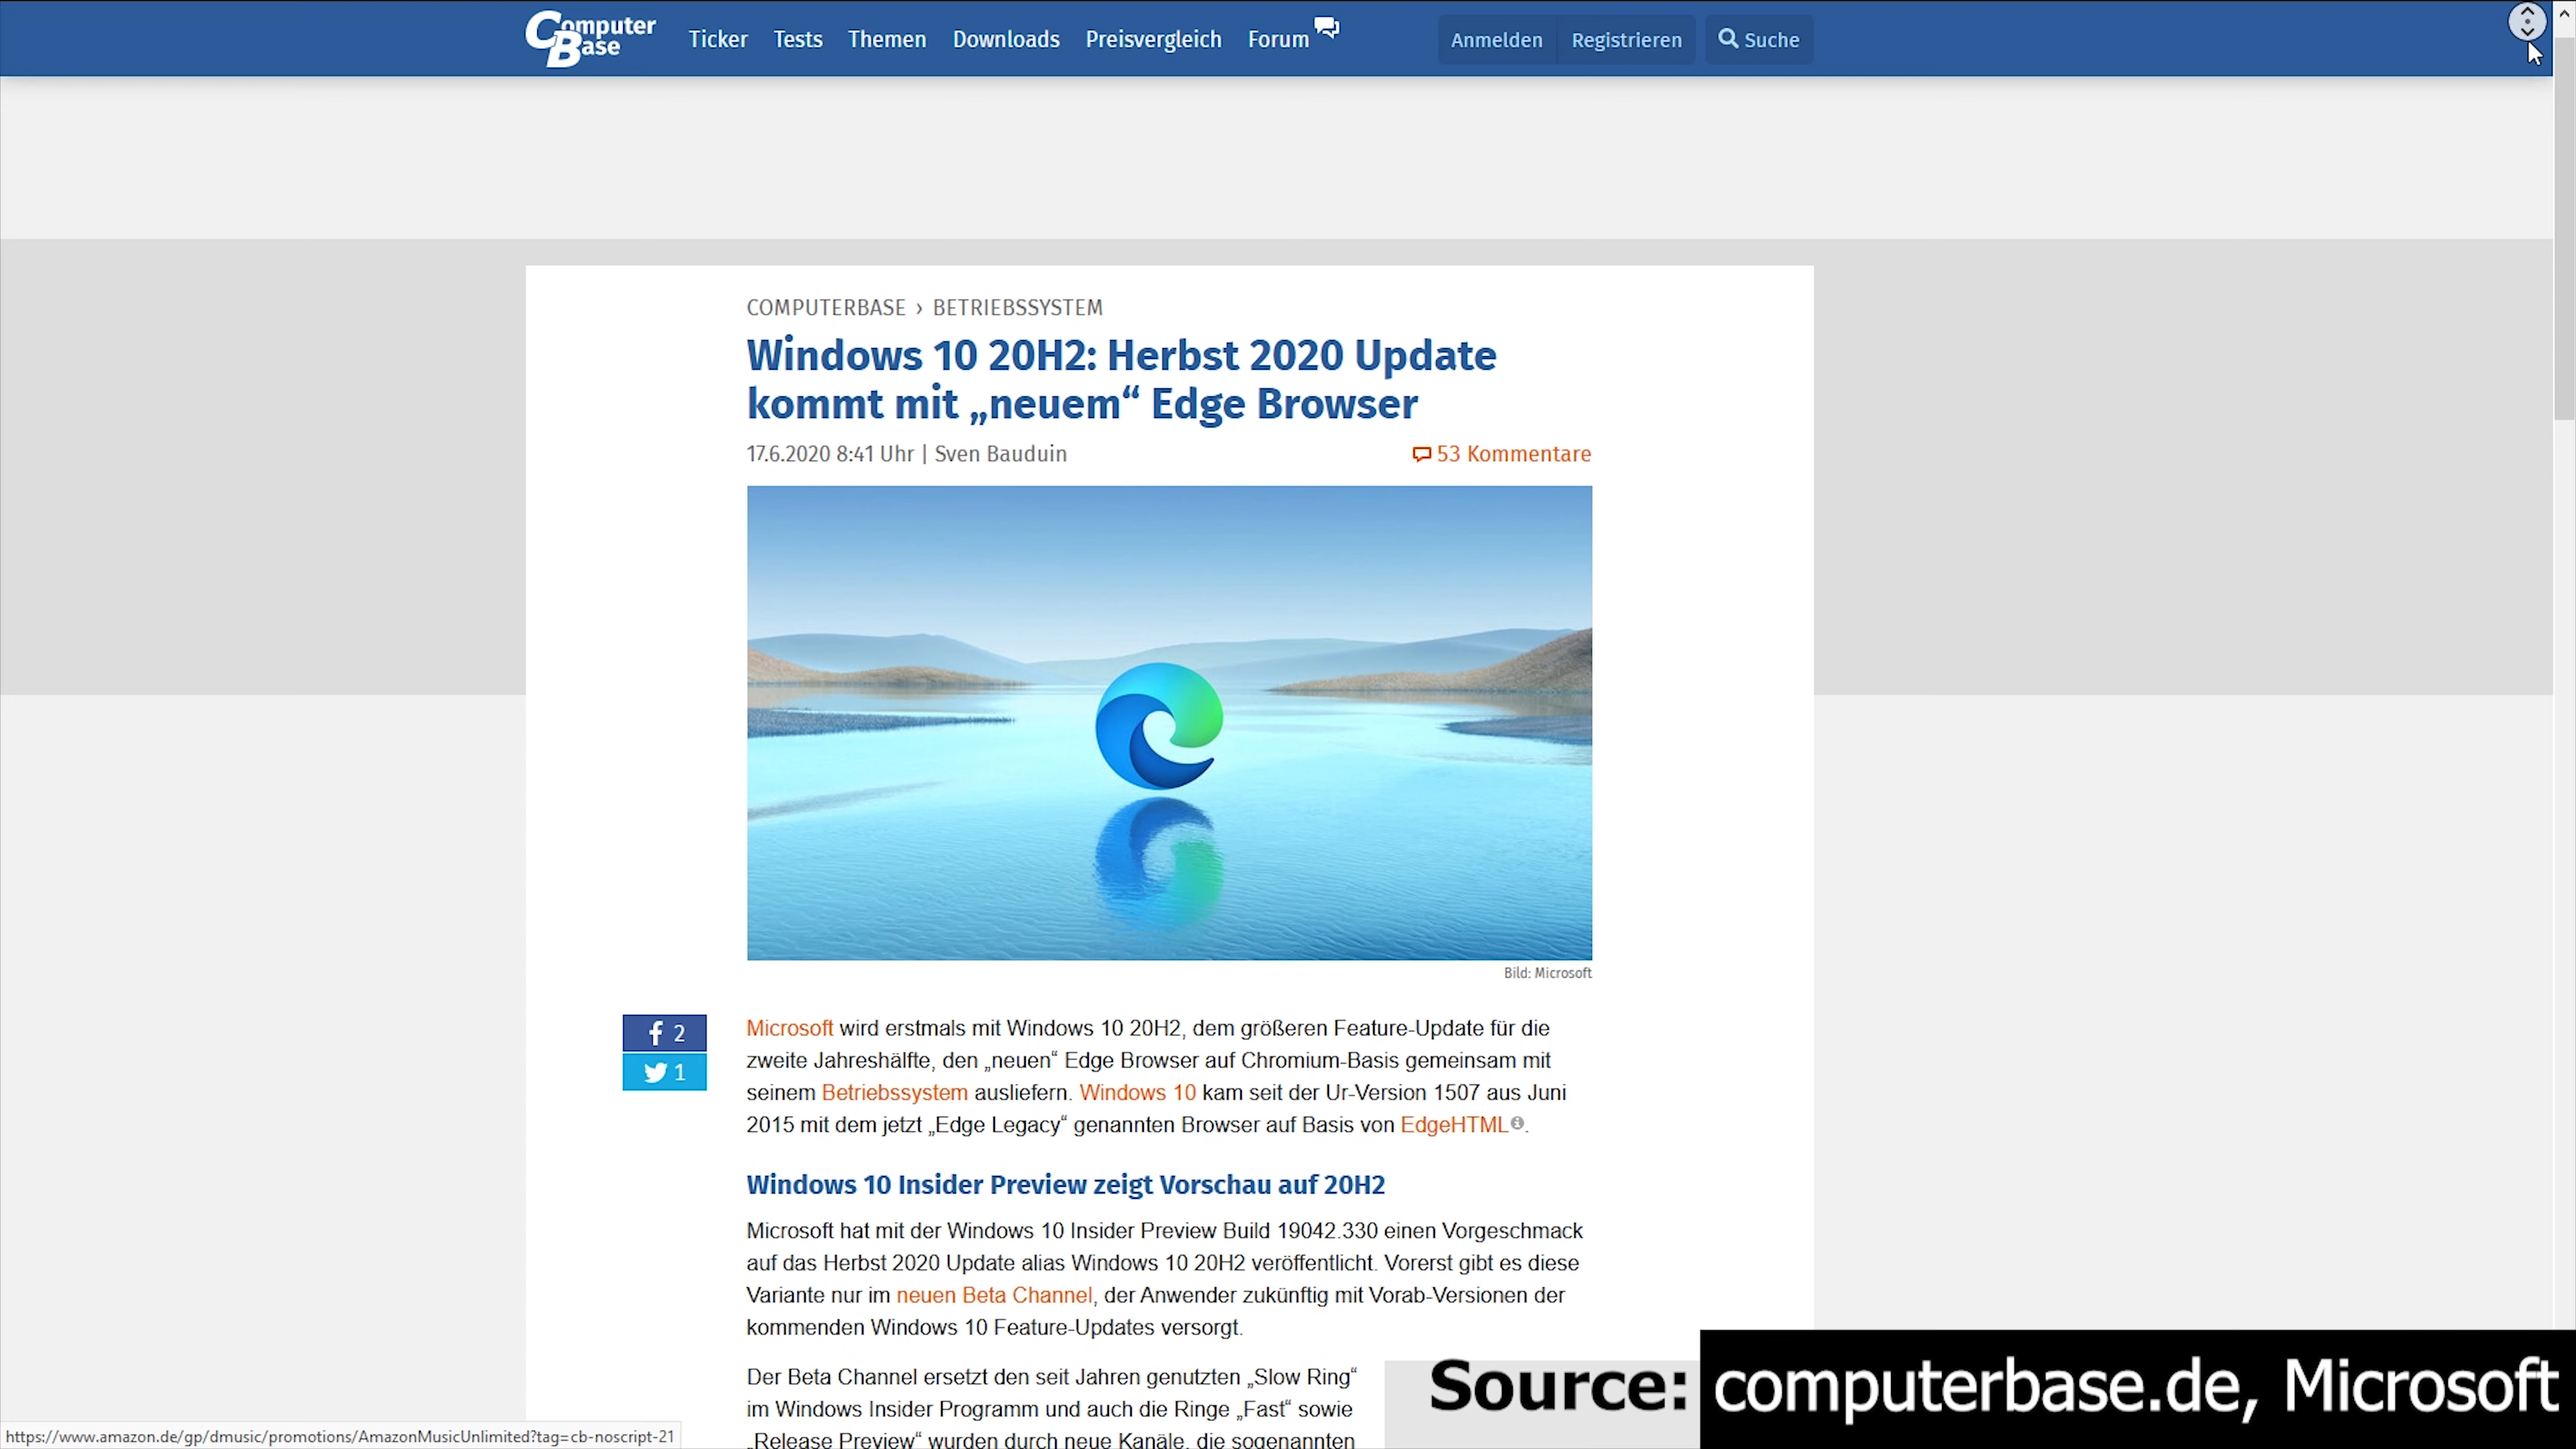 Computer Base
Ticker Tests Themen Downloads Preisvergleich Forum Anmelden Registrieren Suche
COMPUTERBASE › BETRIEBSSYSTEM
Windows 10 20H2: Herbst 2020 Update
kommt mit „neuem“ Edge Browser
17.6.2020 8:41 Uhr | Sven Bauduin
53 Kommentare
Bild: Microsoft
f 2
1
Microsoft wird erstmals mit Windows 10 20H2, dem größeren Feature-Update für die
zweite Jahreshälfte, den „neuen“ Edge Browser auf Chromium-Basis gemeinsam mit
seinem Betriebssystem ausliefern. Windows 10 kam seit der Ur-Version 1507 aus Juni
2015 mit dem jetzt „Edge Legacy“ genannten Browser auf Basis von EdgeHTML.
Windows 10 Insider Preview zeigt Vorschau auf 20H2
Microsoft hat mit der Windows 10 Insider Preview Build 19042.330 einen Vorgeschmack
auf das Herbst 2020 Update alias Windows 10 20H2 veröffentlicht. Vorerst gibt es diese
Variante nur im neuen Beta Channel, der Anwender zukünftig mit Vorab-Versionen der
kommenden Windows 10 Feature-Updates versorgt.
Der Beta Channel ersetzt den seit Jahren genutzten „Slow Ring“
im Windows Insider Programm und auch die Ringe „Fast“ sowie
„Release Preview“ wurden durch neue Kanäle, die sogenannten
Source: computerbase.de, Microsoft
https://www.amazon.de/gp/dmusic/promotions/AmazonMusicUnlimited?tag=cb-noscript-21